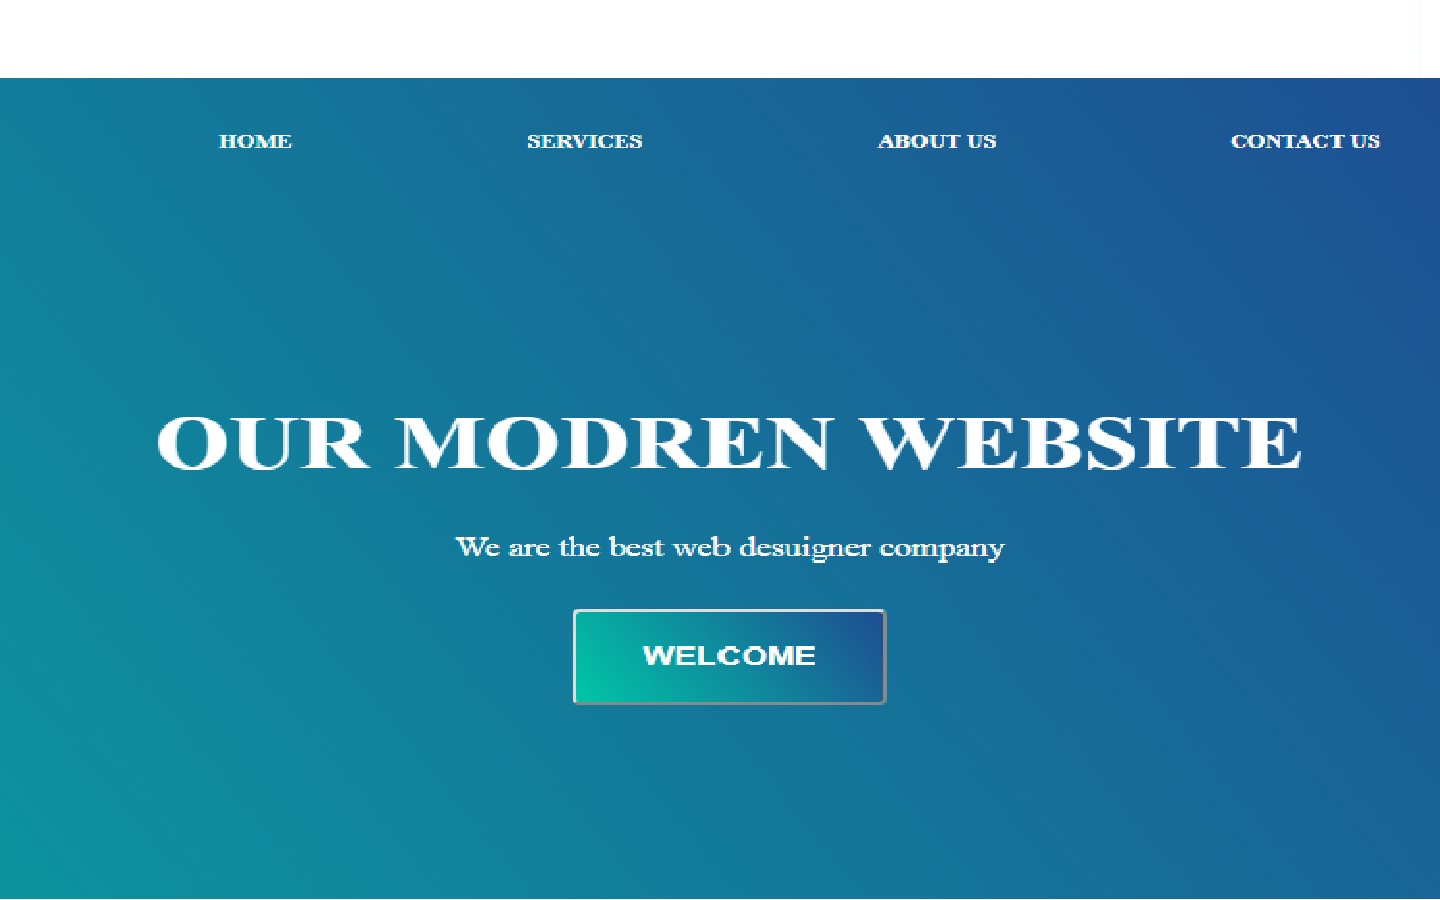 HOME SERVICES ABOUT US CONTACT US
OUR MODREN WEBSITE
We are the best web desuigner company
WELCOME